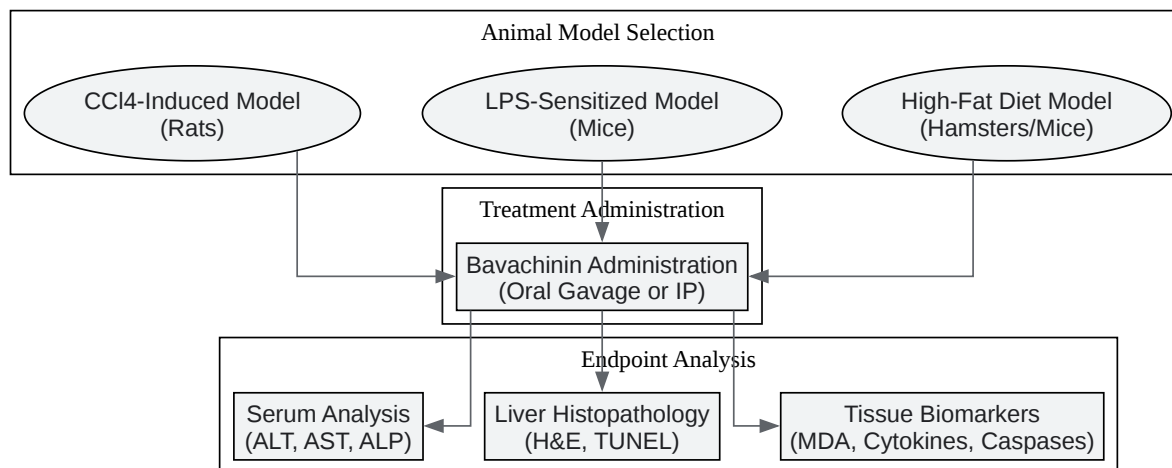 Animal Model Selection
CCl4-Induced Model
(Rats)
LPS-Sensitized Model
(Mice)
High-Fat Diet Model
(Hamsters/Mice)
Treatment Administration
Bavachinin Administration
(Oral Gavage or IP)
Endpoint Analysis
Serum Analysis
(ALT, AST, ALP)
Liver Histopathology
(H&E, TUNEL)
Tissue Biomarkers
(MDA, Cytokines, Caspases)